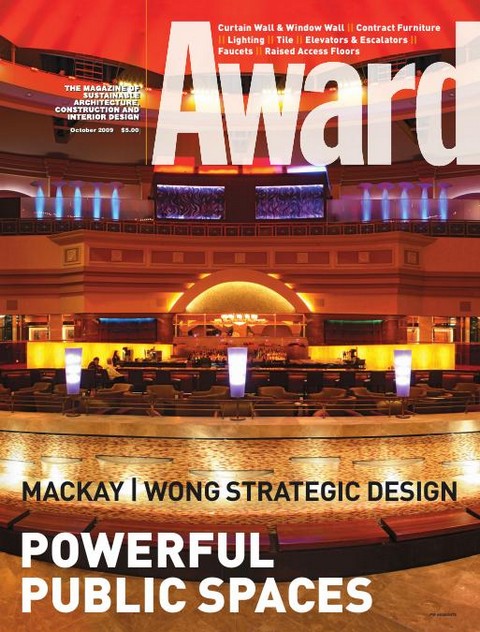 Curtain Wall & Window Wall || Contract Furniture
|| Lighting || Tile || Elevators & Escalators ||
Faucets || Raised Access Floors
Award
THE MAGAZINE OF
SUSTAINABLE
ARCHITECTURE,
CONSTRUCTION AND
INTERIOR DESIGN
October 2009 $5.00
MACKAY | WONG STRATEGIC DESIGN
POWERFUL
PUBLIC SPACES